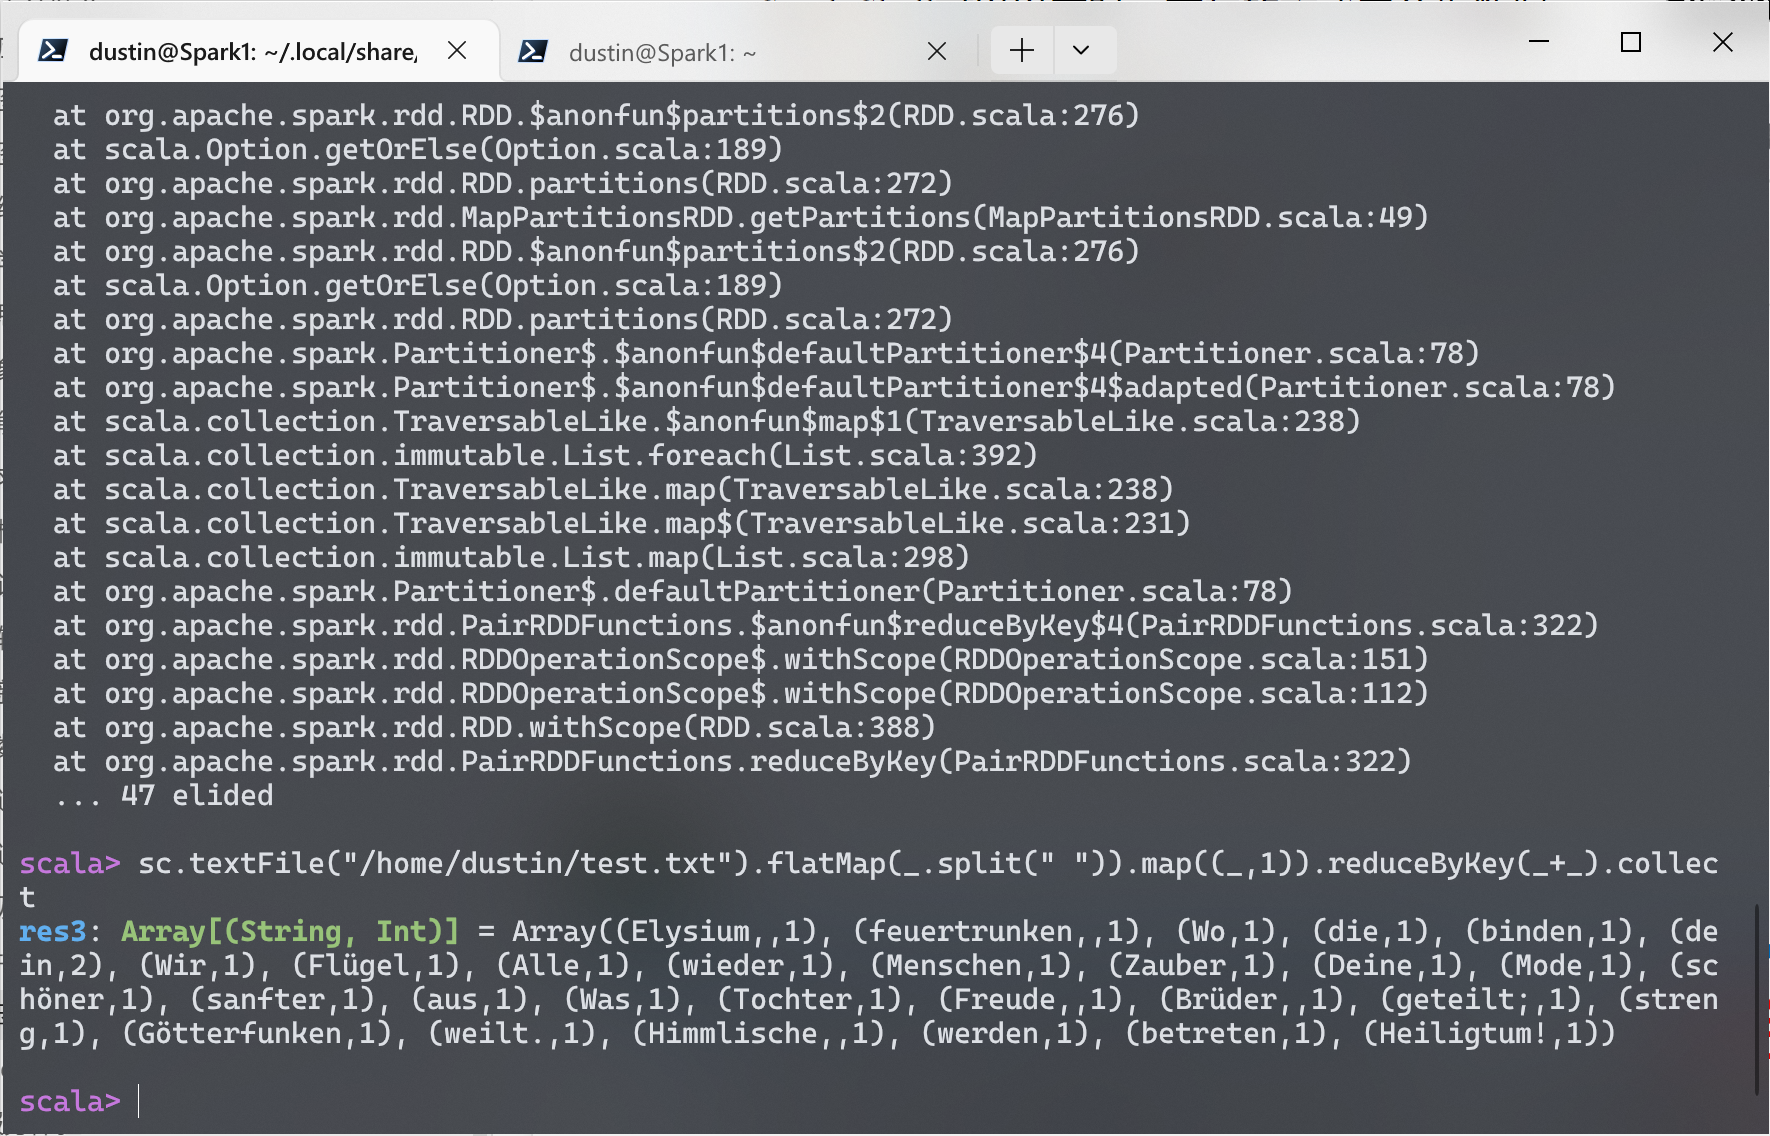 dustin@Spark1: ~/.local/share/
dustin@Spark1: ~
at org.apache.spark.rdd.RDD.$anonfun$partitions$2(RDD.scala:276)
at scala.Option.getOrElse(Option.scala:189)
at org.apache.spark.rdd.RDD.partitions(RDD.scala:272)
at org.apache.spark.rdd.MapPartitionsRDD.getPartitions(MapPartitionsRDD.scala:49)
at org.apache.spark.rdd.RDD.$anonfun$partitions$2(RDD.scala:276)
at scala.Option.getOrElse(Option.scala:189)
at org.apache.spark.rdd.RDD.partitions(RDD.scala:272)
at org.apache.spark.Partitioner$.$anonfun$defaultPartitioner$4(Partitioner.scala:78)
at org.apache.spark.Partitioner$.$anonfun$defaultPartitioner$4$adapted(Partitioner.scala:78)
at scala.collection.TraversableLike.$anonfun$map$1(TraversableLike.scala:238)
at scala.collection.immutable.List.foreach(List.scala:392)
at scala.collection.TraversableLike.map(TraversableLike.scala:238)
at scala.collection.TraversableLike.map$(TraversableLike.scala:231)
at scala.collection.immutable.List.map(List.scala:298)
at org.apache.spark.Partitioner$.defaultPartitioner(Partitioner.scala:78)
at org.apache.spark.rdd.PairRDDFunctions.$anonfun$reduceByKey$4(PairRDDFunctions.scala:322)
at org.apache.spark.rdd.RDDOperationScope$.withScope(RDDOperationScope.scala:151)
at org.apache.spark.rdd.RDDOperationScope$.withScope(RDDOperationScope.scala:112)
at org.apache.spark.rdd.RDD.withScope(RDD.scala:388)
at org.apache.spark.rdd.PairRDDFunctions.reduceByKey(PairRDDFunctions.scala:322)
... 47 elided
scala> sc.textFile("/home/dustin/test.txt").flatMap(_.split(" ")).map((_,1)).reduceByKey(_+_).collec
t
res3: Array[(String, Int)] = Array((Elysium,,1), (feuertrunken,,1), (Wo,1), (die,1), (binden,1), (de
in,2), (Wir,1), (Flügel,1), (Alle,1), (wieder,1), (Menschen,1), (Zauber,1), (Deine,1), (Mode,1), (sc
höner,1), (sanfter,1), (aus,1), (Was,1), (Tochter,1), (Freude,,1), (Brüder,,1), (geteilt;,1), (stren
g,1), (Götterfunken,1), (weilt.,1), (Himmlische,,1), (werden,1), (betreten,1), (Heiligtum!,1))
scala>